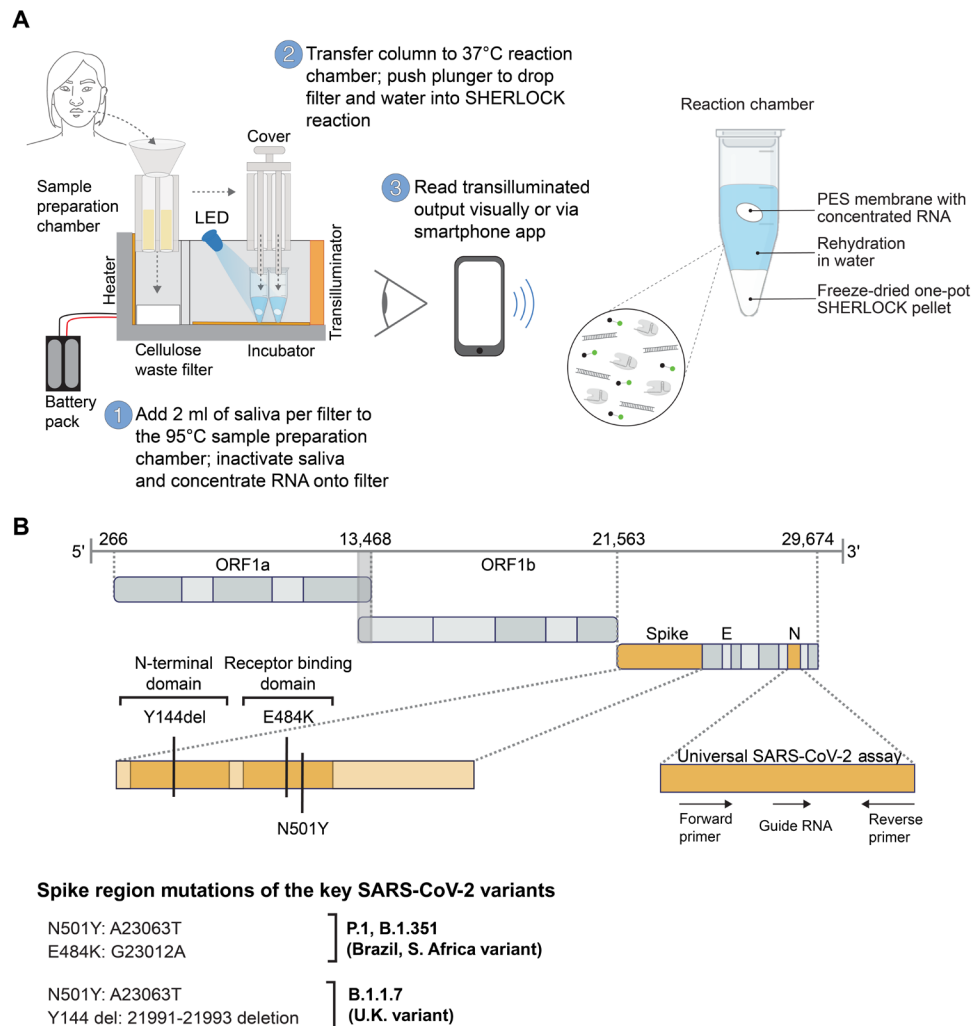 A
2 Transfer column to 37°C reaction
chamber; push plunger to drop
filter and water into SHERLOCK
reaction
Cover
Sample
preparation
chamber
LED
Heater
Transilluminator
Cellulose
waste filter
Incubator
Battery
pack
1 Add 2 ml of saliva per filter to
the 95°C sample preparation
chamber; inactivate saliva
and concentrate RNA onto filter
3 Read transilluminated
output visually or via
smartphone app
Reaction chamber
PES membrane with
concentrated RNA
Rehydration
in water
Freeze-dried one-pot
SHERLOCK pellet
B
266 13,468 21,563 29,674
5' 3'
ORF1a ORF1b
Spike E N
N-terminal
domain
Receptor binding
domain
Y144del E484K
N501Y
Universal SARS-CoV-2 assay
Forward
primer
Guide RNA
Reverse
primer
Spike region mutations of the key SARS-CoV-2 variants
N501Y: A23063T
E484K: G23012A
P.1, B.1.351
(Brazil, S. Africa variant)
N501Y: A23063T
Y144 del: 21991-21993 deletion
B.1.1.7
(U.K. variant)